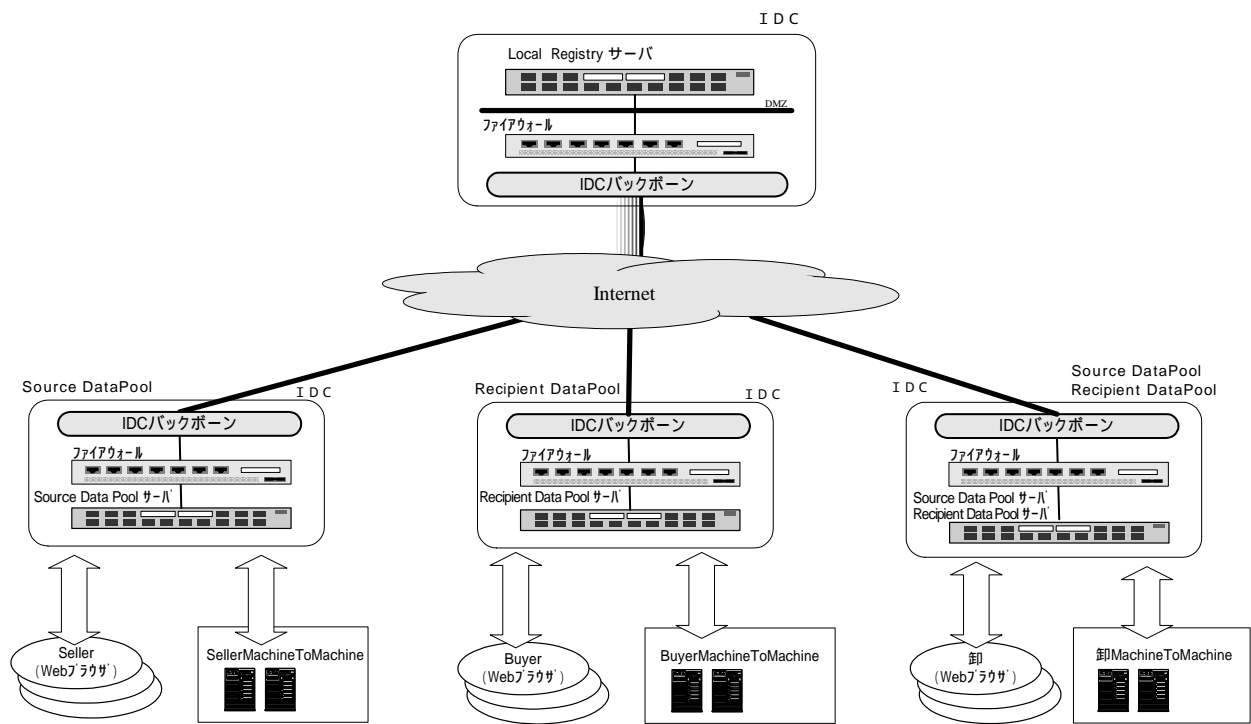 ＩＤＣ
Local Registry サーバ
DMZ
ﾌｧｲｱｳｫｰﾙ
IDCバックボーン
Internet
Source DataPool
ＩＤＣ
IDCバックボーン
ﾌｧｲｱｳｫｰﾙ
Source Data Pool ｻｰﾊﾞ
Seller
(Webﾌﾞﾗｳｻﾞ)
SellerMachineToMachine
Recipient DataPool
ＩＤＣ
IDCバックボーン
ﾌｧｲｱｳｫｰﾙ
Recipient Data Pool ｻｰﾊﾞ
Buyer
(Webﾌﾞﾗｳｻﾞ)
BuyerMachineToMachine
ＩＤＣ
Source DataPool
Recipient DataPool
IDCバックボーン
ﾌｧｲｱｳｫｰﾙ
Source Data Pool ｻｰﾊﾞ
Recipient Data Pool ｻｰﾊﾞ
卸
(Webﾌﾞﾗｳｻﾞ)
卸MachineToMachine